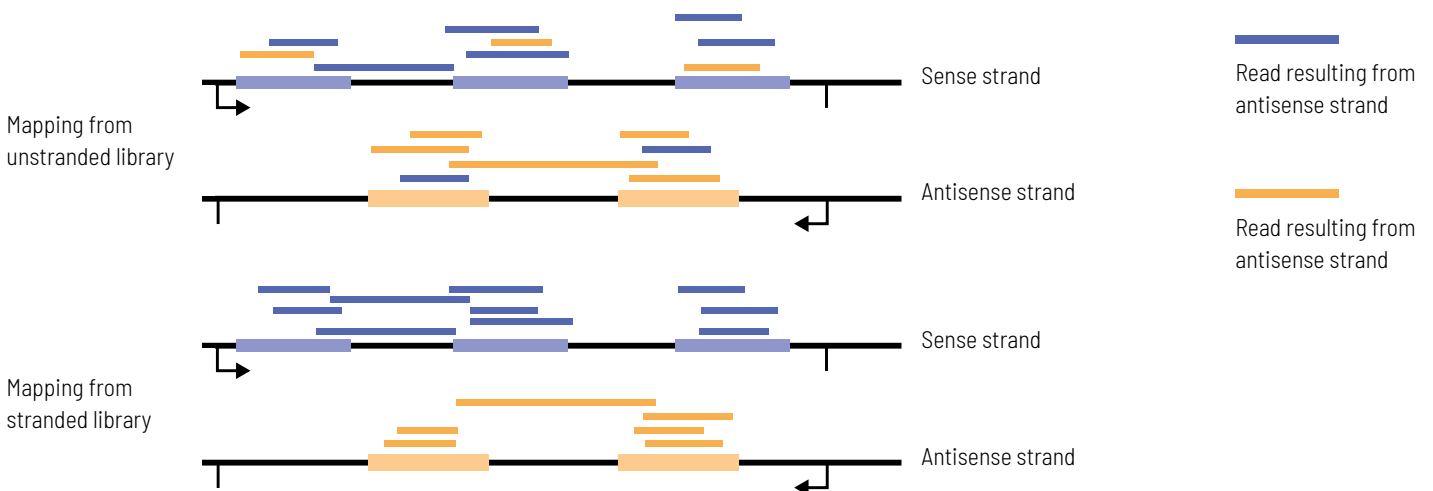 Sense strand
Read resulting from
antisense strand
Mapping from
unstranded library
Antisense strand
Read resulting from
antisense strand
Sense strand
Mapping from
stranded library
Antisense strand